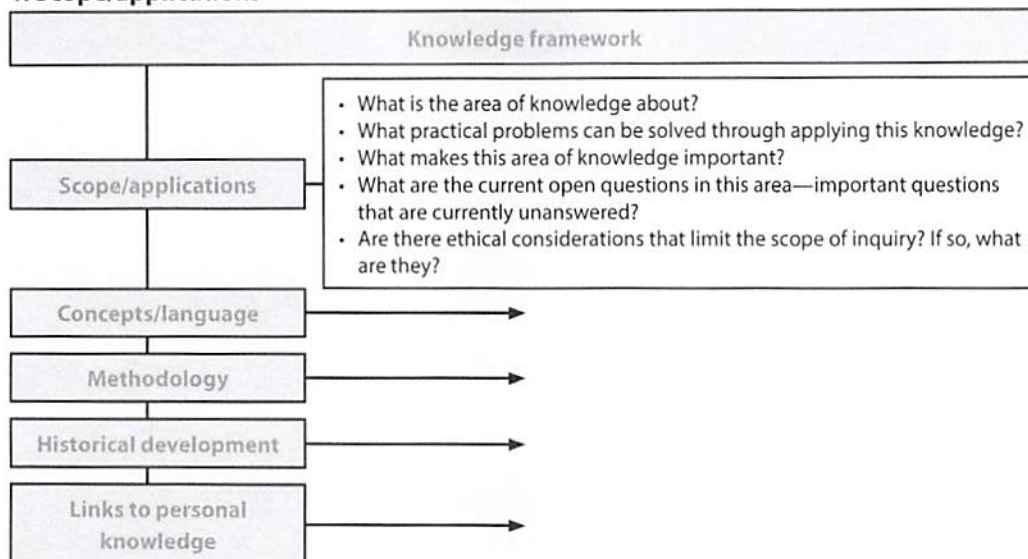 Knowledge framework
Scope/applications
• What is the area of knowledge about?
• What practical problems can be solved through applying this knowledge?
• What makes this area of knowledge important?
• What are the current open questions in this area—important questions
that are currently unanswered?
• Are there ethical considerations that limit the scope of inquiry? If so, what
are they?
Concepts/language
Methodology
Historical development
Links to personal
knowledge